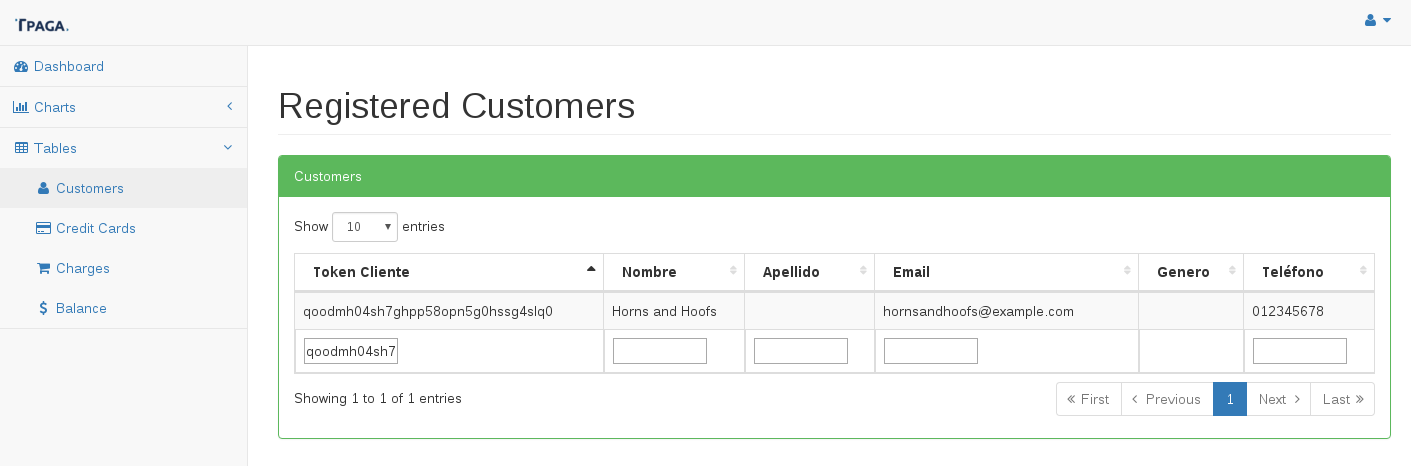 TPAGA.
Dashboard
Charts
Tables
Customers
Credit Cards
Charges
Balance
Registered Customers
Customers
Show 10 entries
Token Cliente Nombre Apellido Email Genero Teléfono
qoodmh04sh7ghpp58opn5g0hssg4slq0 Horns and Hoofs hornsandhoofs@example.com 012345678
qoodmh04sh7
Showing 1 to 1 of 1 entries
« First ‹ Previous 1 Next › Last »